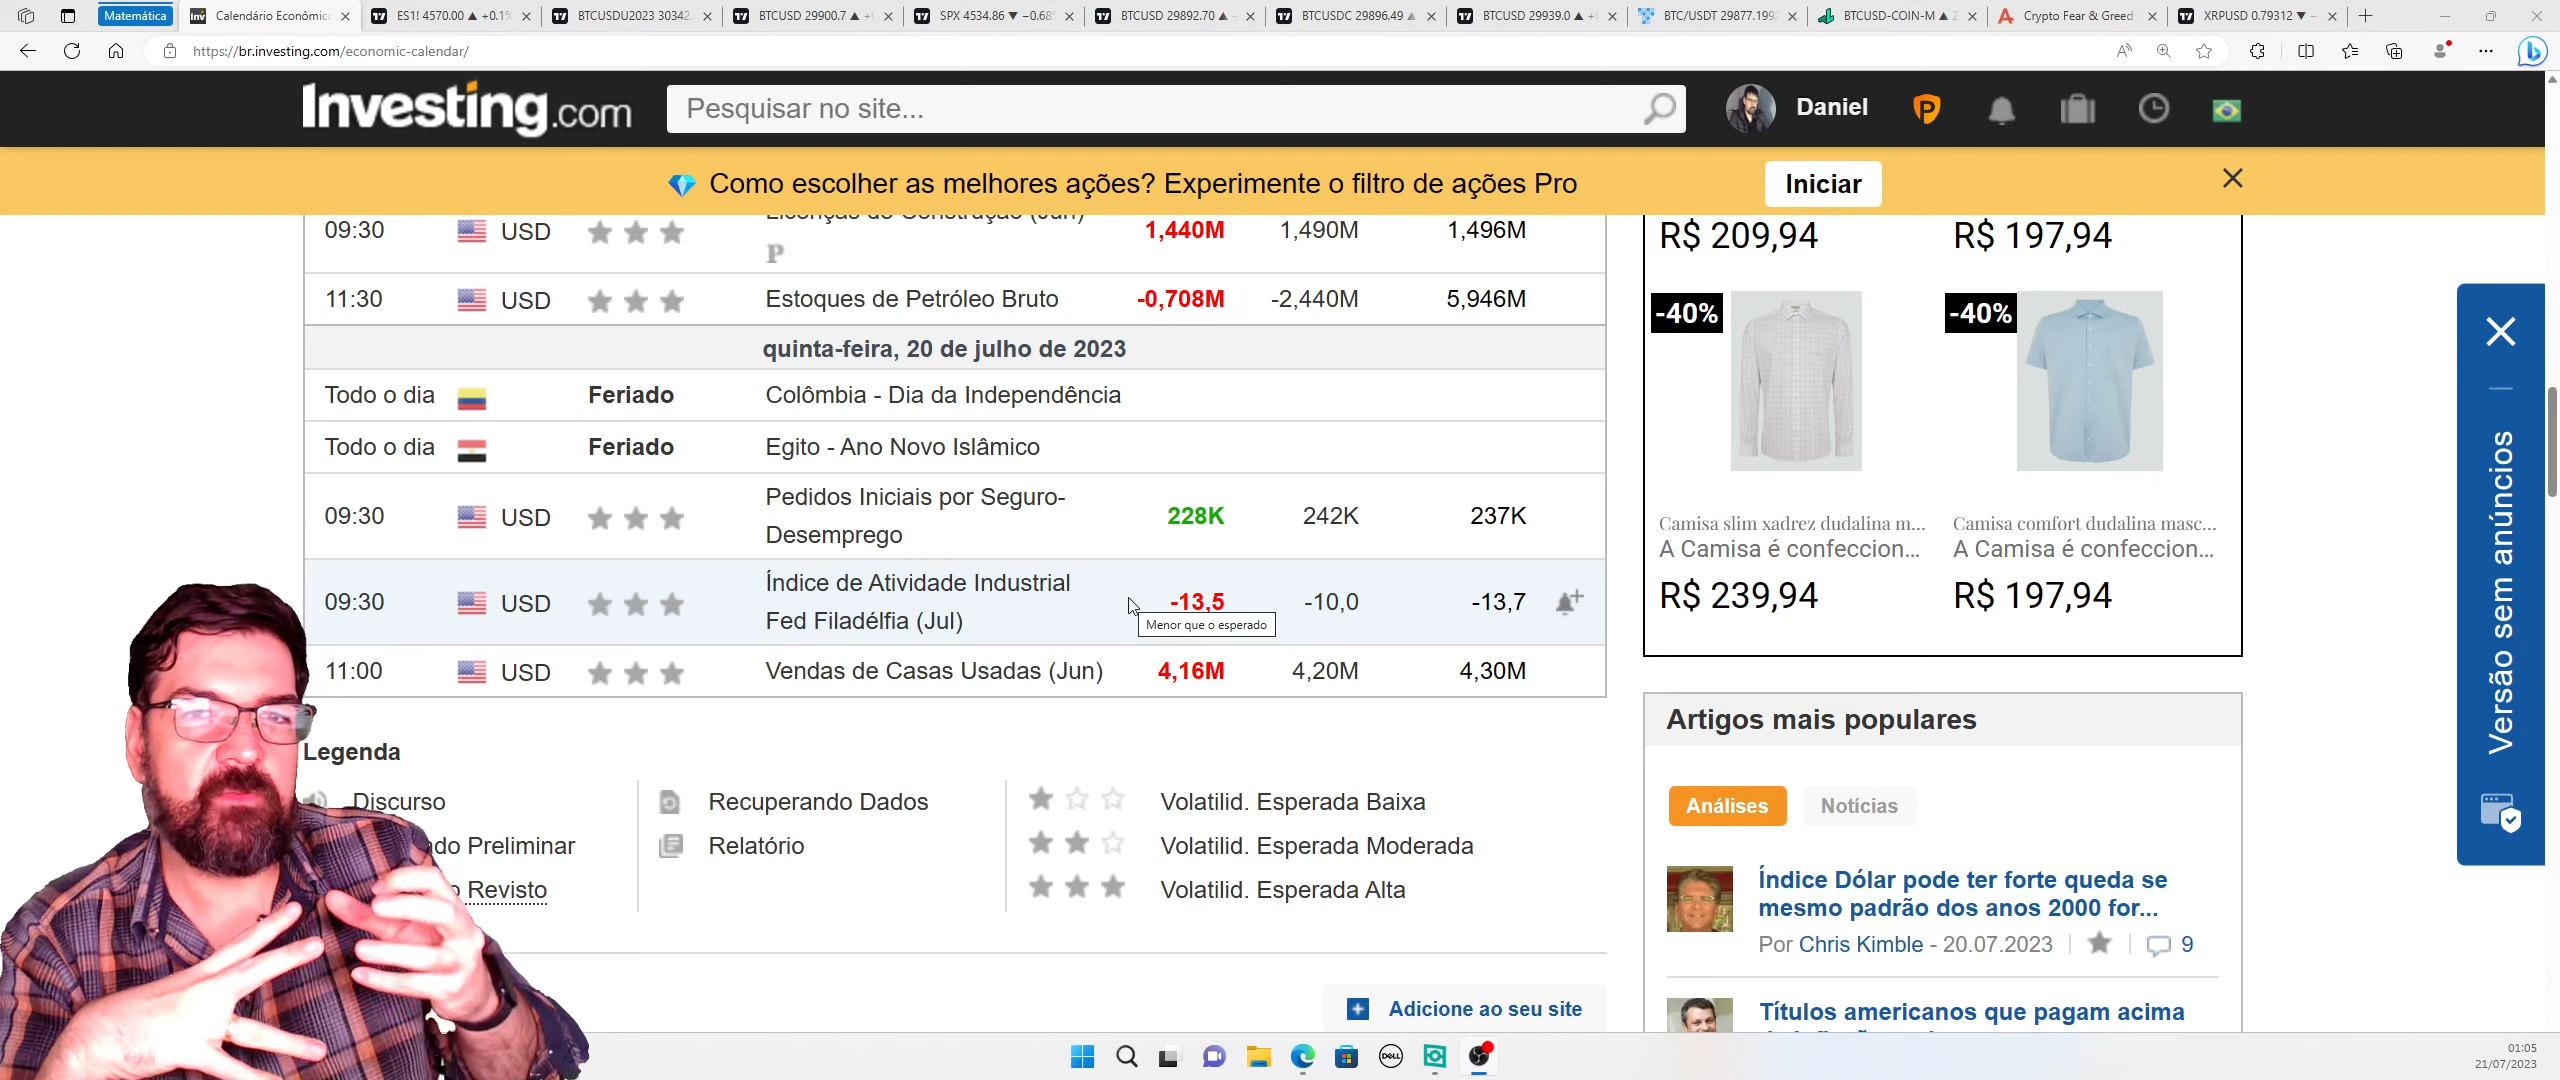 Matemática
Calendário Econômic
ES1! 4570.00 ▲ +0.1%
BTCUSDU2023 30342
BTCUSD 29900.7 ▲ +
SPX 4534.86 ▼ −0.68%
BTCUSD 29892.70 ▲
BTCUSDC 29896.49
BTCUSD 29939.0 ▲ +
BTC/USDT 29877.199
BTCUSD-COIN-M ▲ 2
Crypto Fear & Greed
XRPUSD 0.79312 ▼ −
https://br.investing.com/economic-calendar/
Investing.com
Pesquisar no site...
Daniel
P
Como escolher as melhores ações? Experimente o filtro de ações Pro
Iniciar
09:30 USD Licenças de Construção (Jun) 1,440M 1,490M 1,496M
P
11:30 USD Estoques de Petróleo Bruto -0,708M -2,440M 5,946M
quinta-feira, 20 de julho de 2023
Todo o dia Feriado Colômbia - Dia da Independência
Todo o dia Feriado Egito - Ano Novo Islâmico
09:30 USD Pedidos Iniciais por Seguro- 228K 242K 237K
Desemprego
09:30 USD Índice de Atividade Industrial -13,5 -10,0 -13,7
Fed Filadélfia (Jul)
Menor que o esperado
11:00 USD Vendas de Casas Usadas (Jun) 4,16M 4,20M 4,30M
Legenda
Discurso
do Preliminar
o Revisto
Recuperando Dados
Relatório
Volatilid. Esperada Baixa
Volatilid. Esperada Moderada
Volatilid. Esperada Alta
Adicione ao seu site
R$ 209,94 R$ 197,94
-40% -40%
Camisa slim xadrez dudalina m... Camisa comfort dudalina masc...
A Camisa é confeccion... A Camisa é confeccion...
R$ 239,94 R$ 197,94
Versão sem anúncios
Artigos mais populares
Análises Notícias
Índice Dólar pode ter forte queda se
mesmo padrão dos anos 2000 for...
Por Chris Kimble - 20.07.2023 9
Títulos americanos que pagam acima
DELL
01:05
21/07/2023